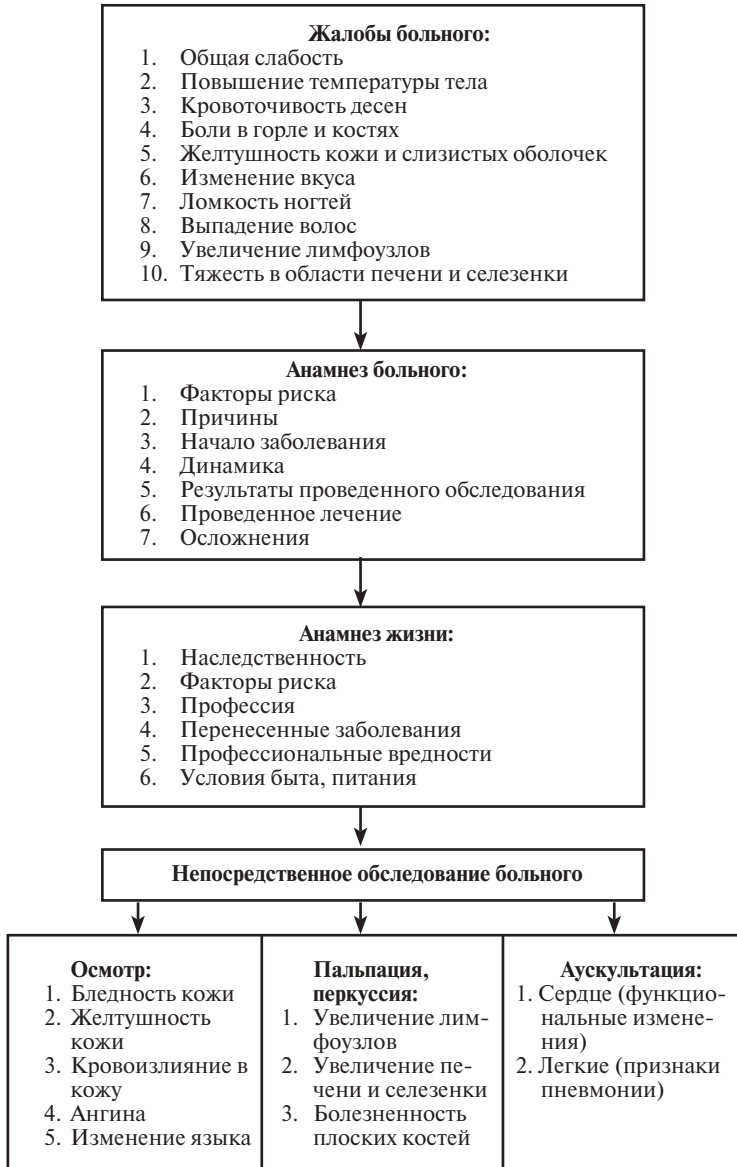 Жалобы больного:
1. Общая слабость
2. Повышение температуры тела
3. Кровоточивость десен
4. Боли в горле и костях
5. Желтушность кожи и слизистых оболочек
6. Изменение вкуса
7. Ломкость ногтей
8. Выпадение волос
9. Увеличение лимфоузлов
10. Тяжесть в области печени и селезенки
Анамнез больного:
1. Факторы риска
2. Причины
3. Начало заболевания
4. Динамика
5. Результаты проведенного обследования
6. Проведенное лечение
7. Осложнения
Анамнез жизни:
1. Наследственность
2. Факторы риска
3. Профессия
4. Перенесенные заболевания
5. Профессиональные вредности
6. Условия быта, питания
Непосредственное обследование больного
Осмотр:
1. Бледность кожи
2. Желтушность
кожи
3. Кровоизлияние в
кожу
4. Ангина
5. Изменение языка
Пальпация,
перкуссия:
1. Увеличение лим-
фоузлов
2. Увеличение пе-
чени и селезенки
3. Болезненность
плоских костей
Аускультация:
1. Сердце (функцио-
нальные измене-
ния)
2. Легкие (признаки
пневмонии)